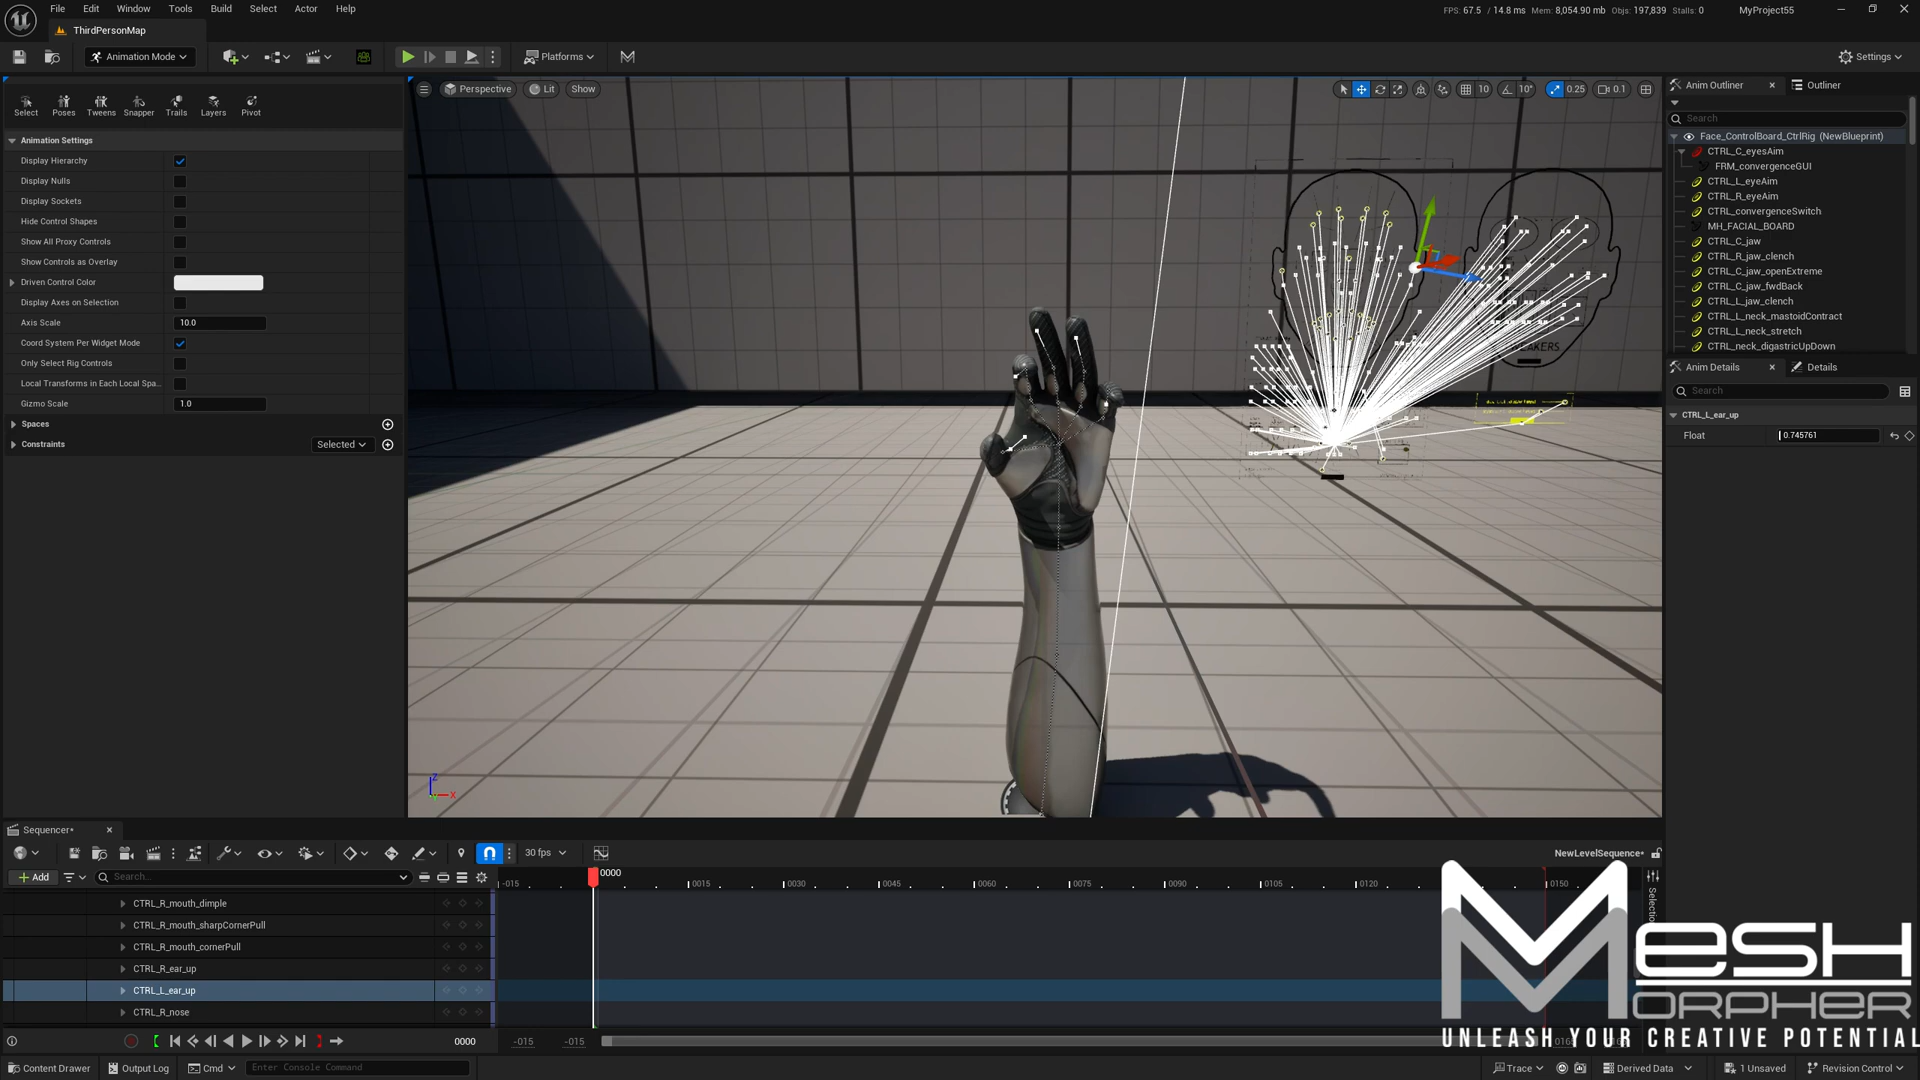 File Edit Window Tools Build Select Actor Help
FPS: 67.5 / 14.8 ms Mem: 8,054.90 mb Objs: 197,839 Stalls: 0 MyProject55
ThirdPersonMap
Animation Mode Platforms Settings
Select Poses Tweens Snapper Trails Layers Pivot
Animation Settings
Display Hierarchy
Display Nulls
Display Sockets
Hide Control Shapes
Show All Proxy Controls
Show Controls as Overlay
Driven Control Color
Display Axes on Selection
Axis Scale 10.0
Coord System Per Widget Mode
Only Select Rig Controls
Local Transforms in Each Local Spa...
Gizmo Scale 1.0
Spaces
Constraints Selected
Perspective Lit Show 10 10° 0.25 0.1
Anim Outliner Outliner
Search
Face_ControlBoard_CtrlRig (NewBlueprint)
CTRL_C_eyesAim
FRM_convergenceGUI
CTRL_L_eyeAim
CTRL_R_eyeAim
CTRL_convergenceSwitch
MH_FACIAL_BOARD
CTRL_C_jaw
CTRL_R_jaw_clench
CTRL_C_jaw_openExtreme
CTRL_C_jaw_fwdBack
CTRL_L_jaw_clench
CTRL_L_neck_mastoidContract
CTRL_L_neck_stretch
CTRL_neck_digastricUpDown
Anim Details Details
Search
CTRL_L_ear_up
Float 0.745761
Z
X
Sequencer*
30 fps NewLevelSequence*
Add Search... 0000
-015 0015 0030 0045 0060 0075 0090 0105 0120 0150
CTRL_R_mouth_dimple
CTRL_R_mouth_sharpCornerPull
CTRL_R_mouth_cornerPull
CTRL_R_ear_up
CTRL_L_ear_up
CTRL_R_nose
0000 -015 -015
MESH
MORPHER
UNLEASH YOUR CREATIVE POTENTIAL
Content Drawer Output Log Cmd Enter Console Command Trace Derived Data 1 Unsaved Revision Control